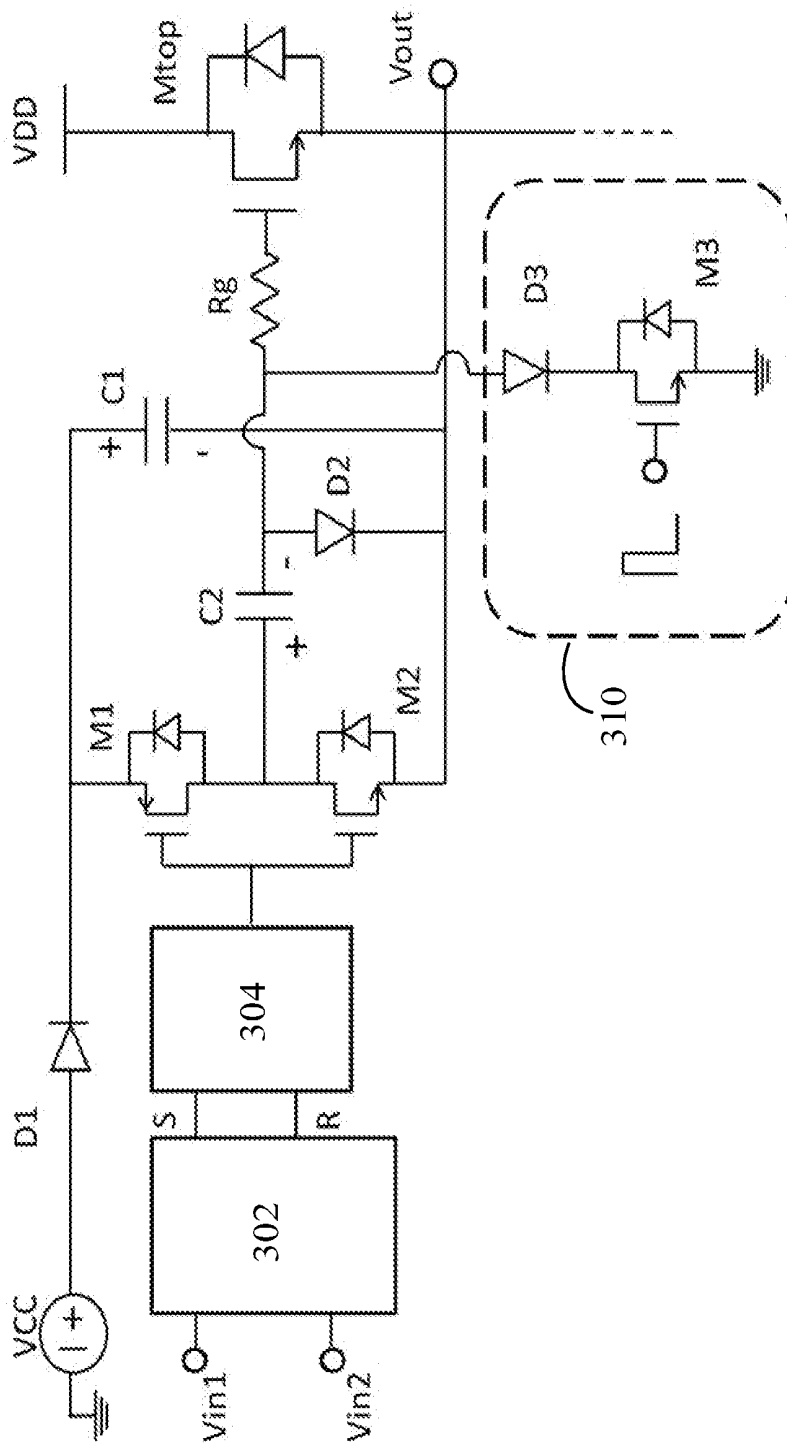 VCC
+
−
D1
+
C1
-
VDD
Mtop
Vin1
Vin2
302
S
R
304
M1
M2
C2
+
-
D2
Rg
Vout
310
D3
M3